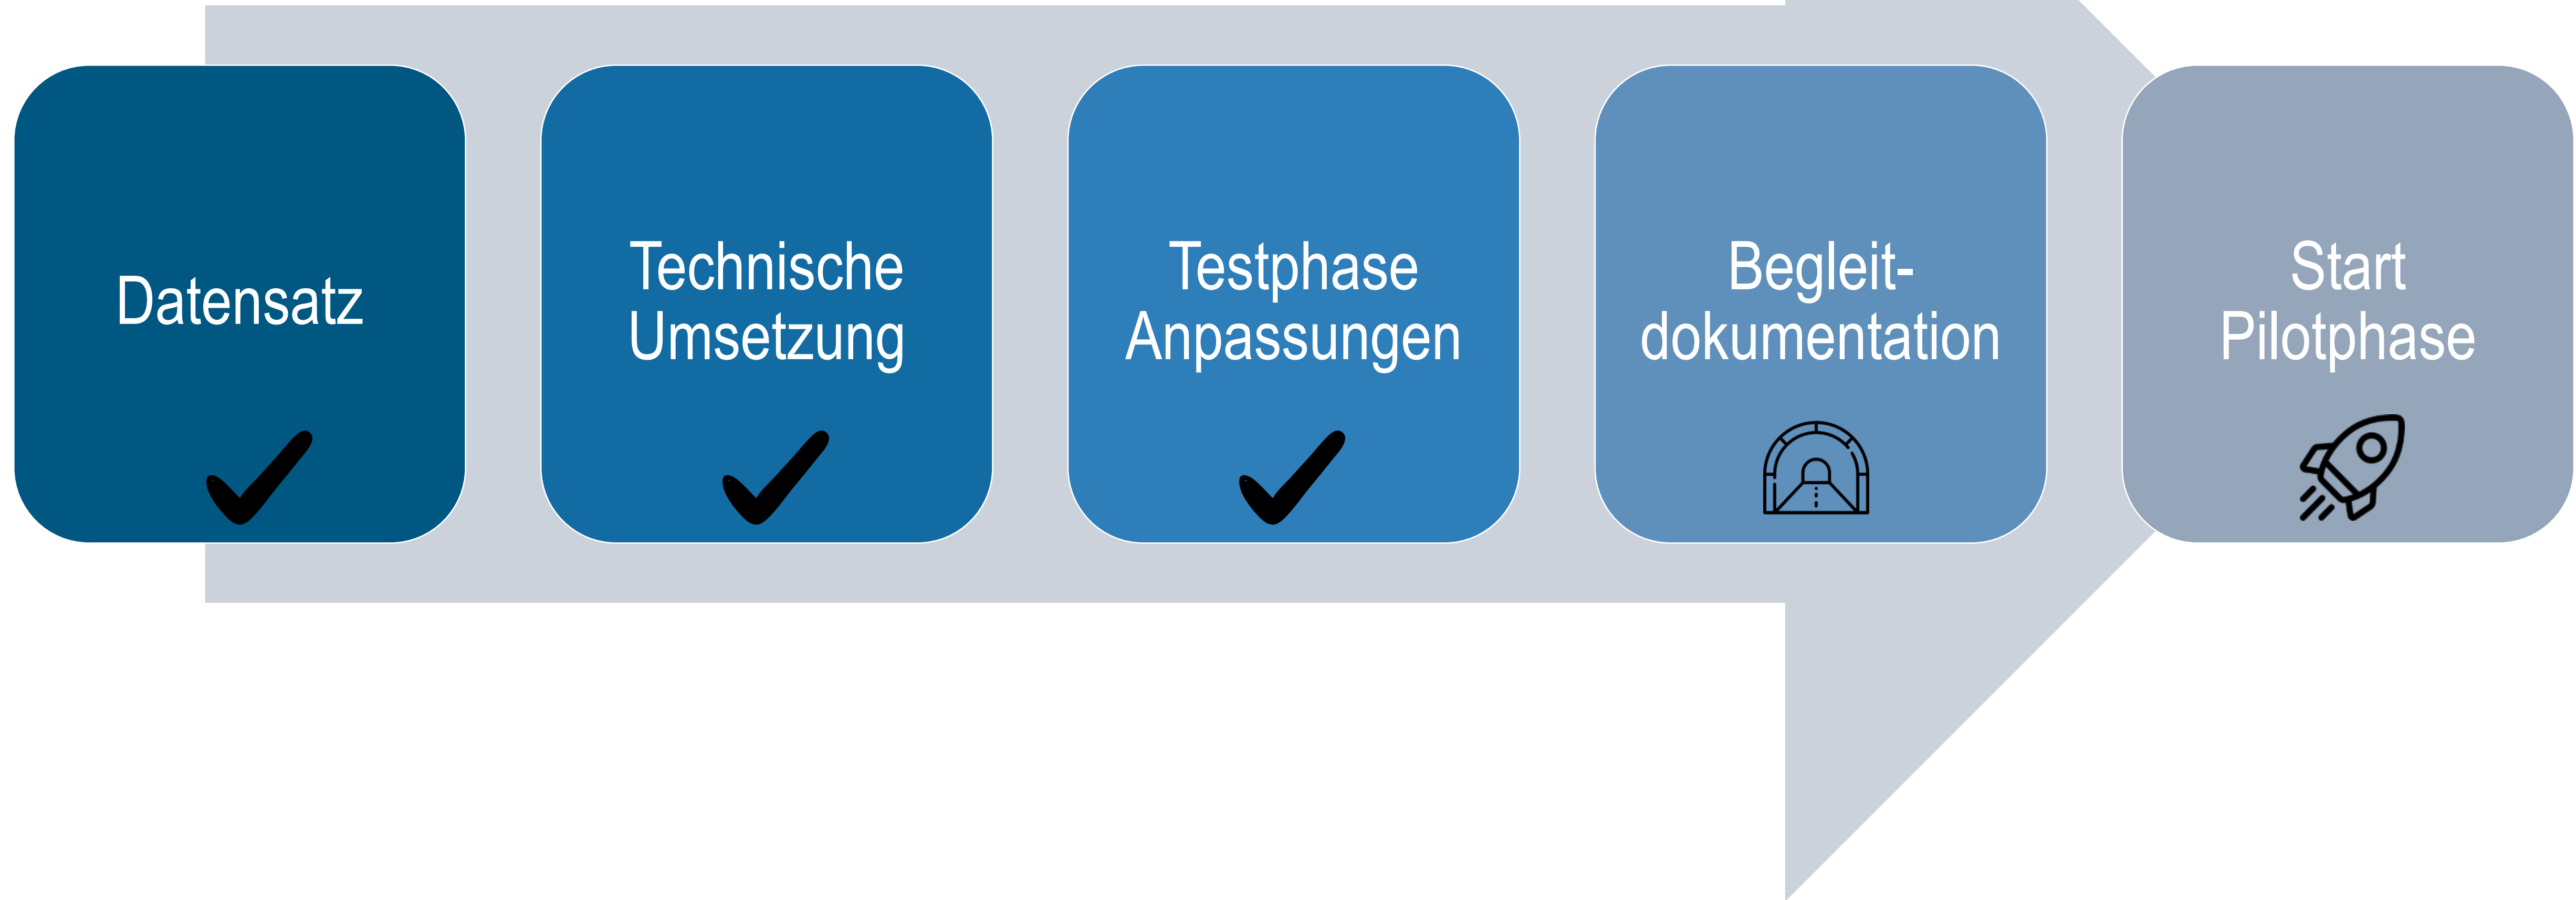 Datensatz
Technische
Umsetzung
Testphase
Anpassungen
Begleit-
dokumentation
Start
Pilotphase